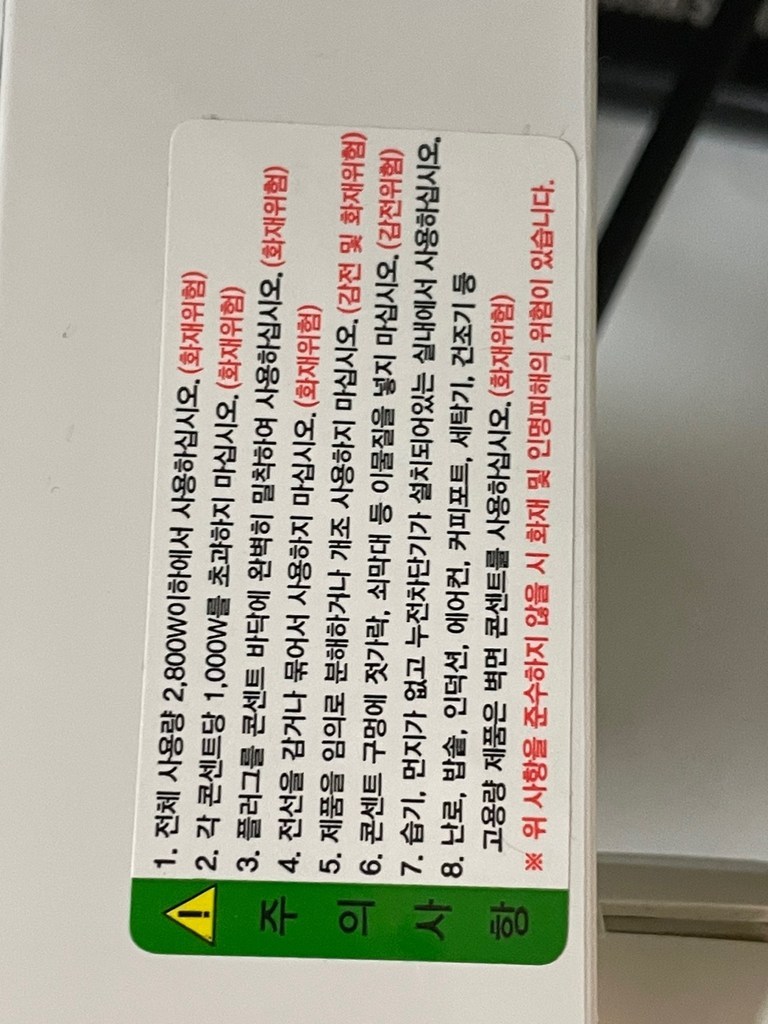 주의사항
1. 전체 사용량 2,800W이하에서 사용하십시오. (화재위험)
2. 각 콘센트당 1,000W를 초과하지 마십시오. (화재위험)
3. 플러그를 콘센트 바닥에 완벽히 밀착하여 사용하십시오. (화재위험)
4. 전선을 감거나 묶어서 사용하지 마십시오. (화재위험)
5. 제품을 임의로 분해하거나 개조 사용하지 마십시오. (감전 및 화재위험)
6. 콘센트 구멍에 젓가락, 쇠막대 등 이물질을 넣지 마십시오. (감전위험)
7. 습기, 먼지가 없고 누전차단기가 설치되어있는 실내에서 사용하십시오.
8. 난로, 밥솥, 인덕션, 에어컨, 커피포트, 세탁기, 건조기 등
고용량 제품은 벽면 콘센트를 사용하십시오. (화재위험)
※ 위 사항을 준수하지 않을 시 화재 및 인명피해의 위험이 있습니다.